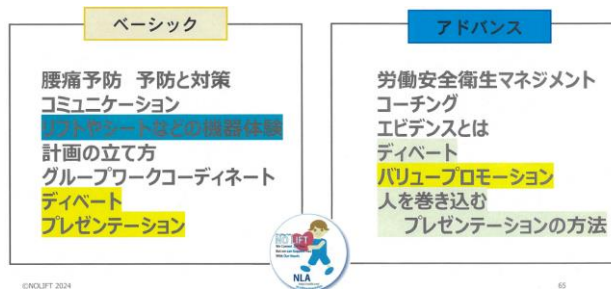 ベーシック
腰痛予防 予防と対策
コミュニケーション
リフトやシートなどの機器体験
計画の立て方
グループワークコーディネート
ディベート
プレゼンテーション
アドバンス
労働安全衛生マネジメント
コーチング
エビデンスとは
ディベート
バリュープロモーション
人を巻き込む
プレゼンテーションの方法
NO LIFT
NLA
©NOLIFT 2024
65